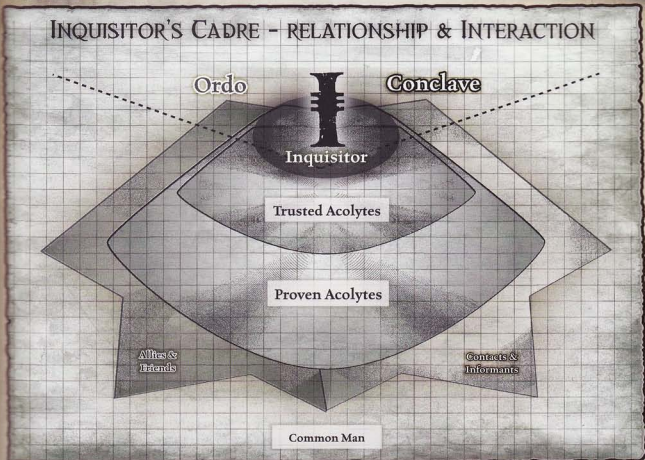 INQUISITOR'S CADRE - RELATIONSHIP & INTERACTION
Ordo
Conclave
Inquisitor
Trusted Acolytes
Proven Acolytes
Allies &
Friends
Contacts &
Informants
Common Man